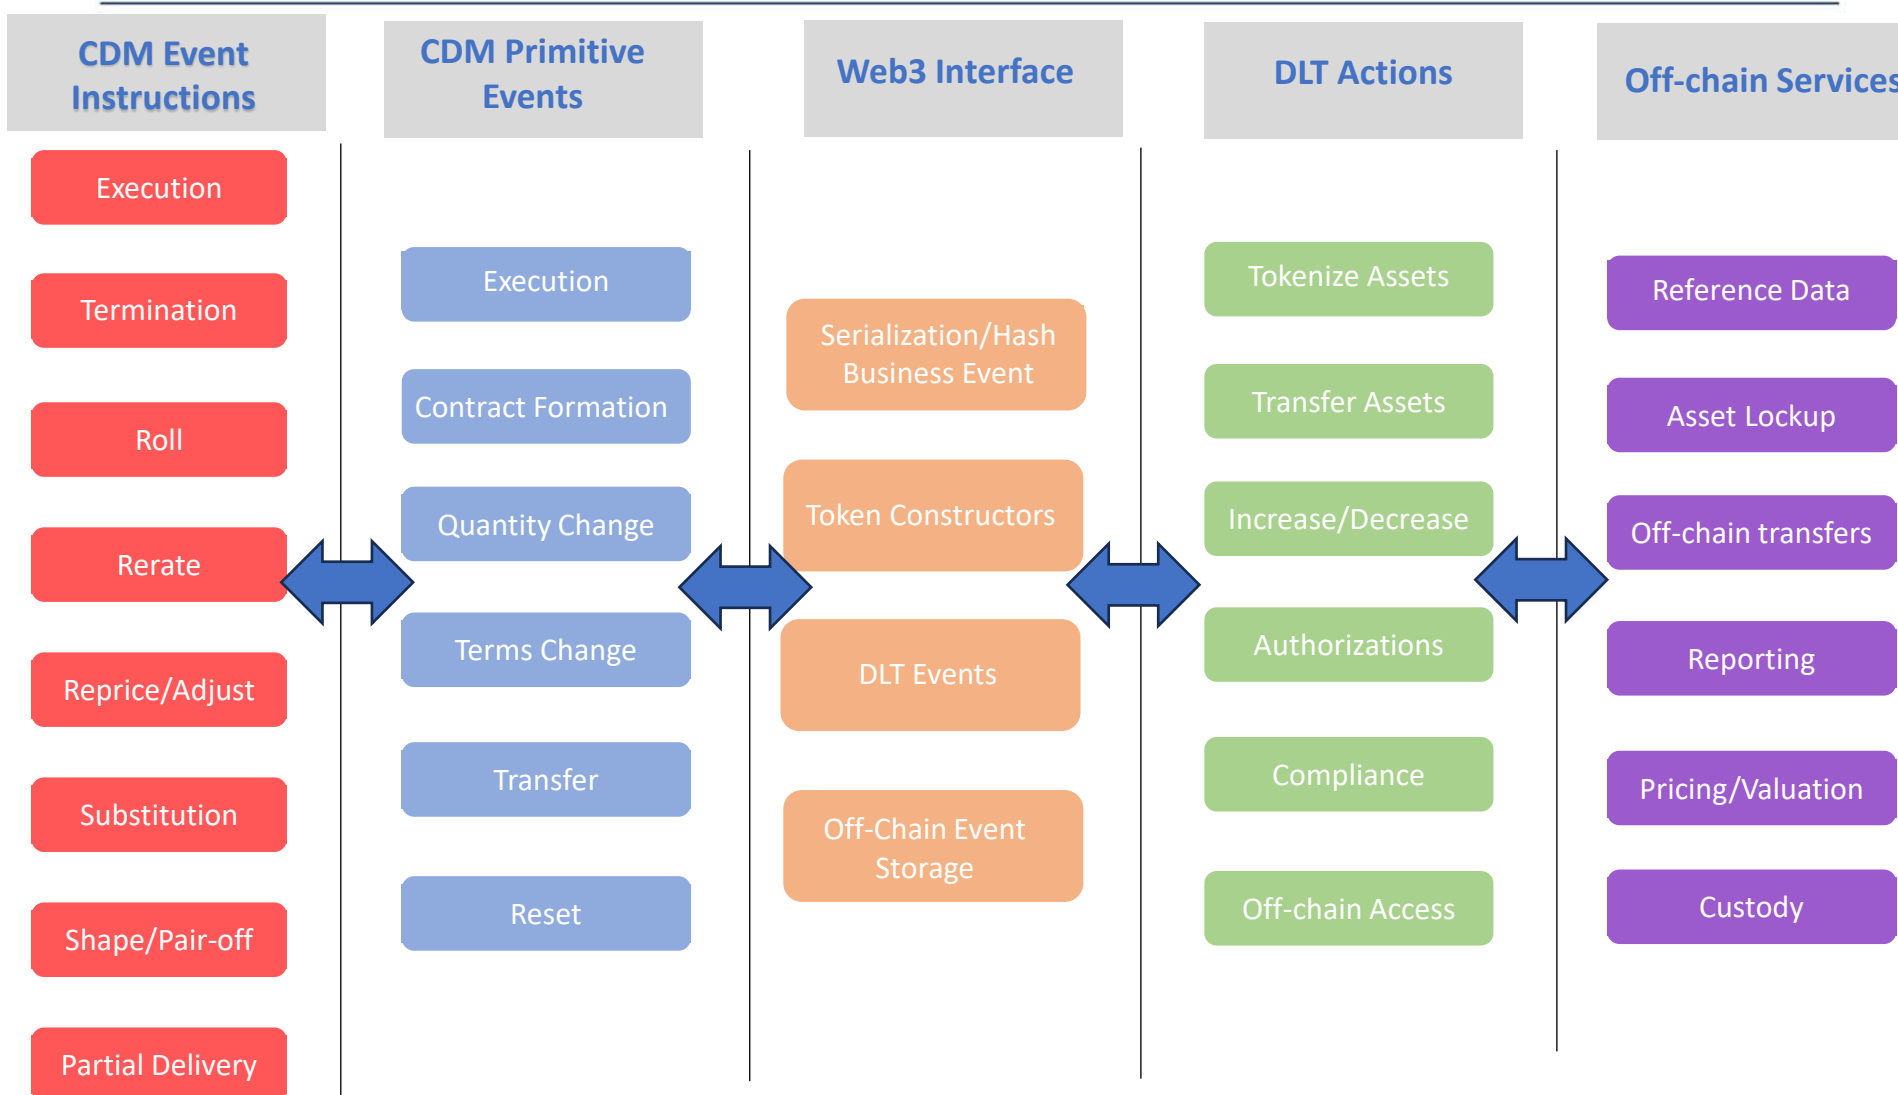 CDM Event
Instructions
Execution
Termination
Roll
Rerate
Reprice/Adjust
Substitution
Shape/Pair-off
Partial Delivery
CDM Primitive
Events
Execution
Contract Formation
Quantity Change
Terms Change
Transfer
Reset
Web3 Interface
Serialization/Hash
Business Event
Token Constructors
DLT Events
Off-Chain Event
Storage
DLT Actions
Tokenize Assets
Transfer Assets
Increase/Decrease
Authorizations
Compliance
Off-chain Access
Off-chain Services
Reference Data
Asset Lockup
Off-chain transfers
Reporting
Pricing/Valuation
Custody